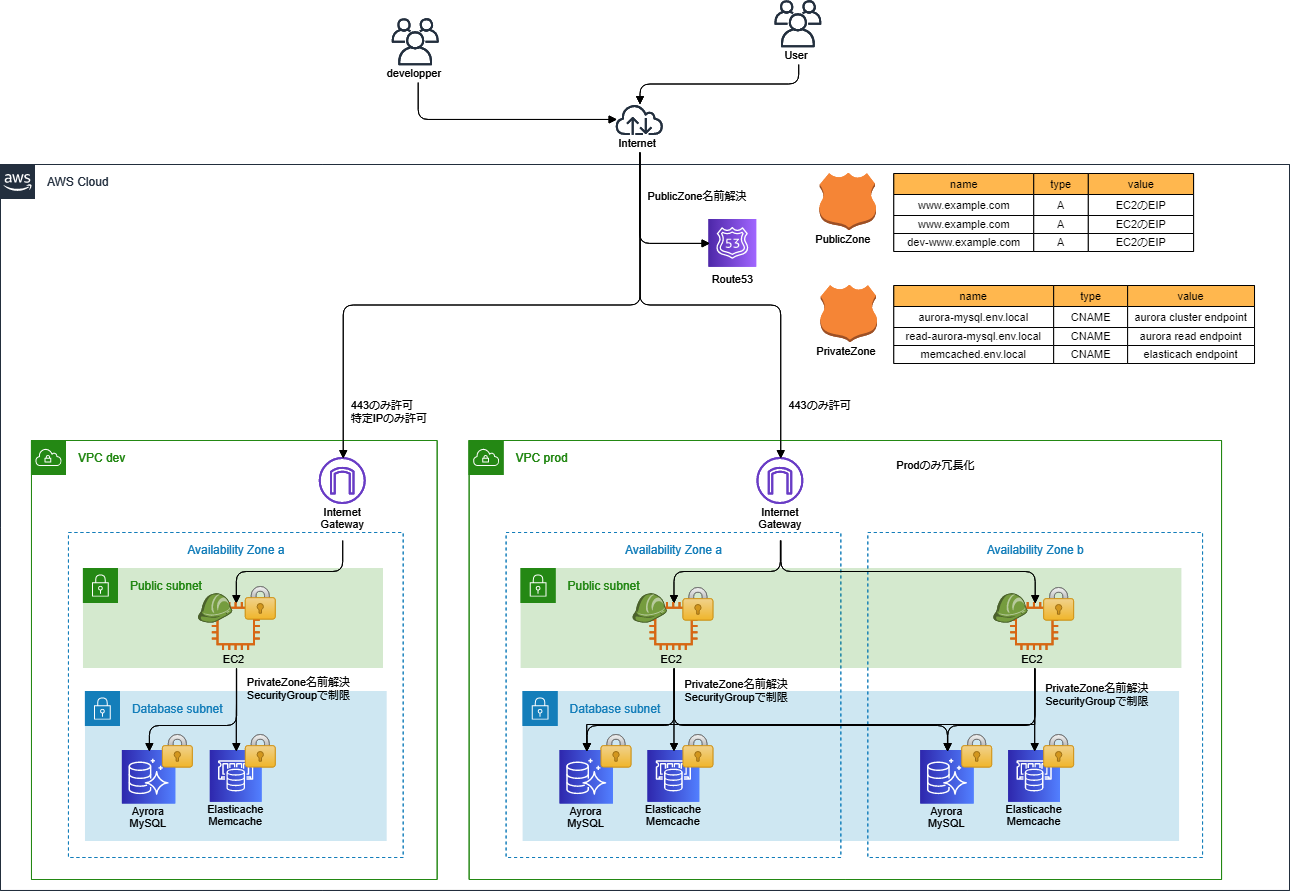 User
developper
Internet
aws
AWS Cloud
PublicZone名前解決
53
Route53
PublicZone
name type value
www.example.com A EC2のEIP
www.example.com A EC2のEIP
dev-www.example.com A EC2のEIP
PrivateZone
name type value
aurora-mysql.env.local CNAME aurora cluster endpoint
read-aurora-mysql.env.local CNAME aurora read endpoint
memcached.env.local CNAME elasticach endpoint
443のみ許可
特定IPのみ許可
443のみ許可
VPC dev
Internet
Gateway
Availability Zone a
Public subnet
EC2
PrivateZone名前解決
SecurityGroupで制限
Database subnet
Ayrora
MySQL
Elasticache
Memcache
VPC prod
Prodのみ冗長化
Internet
Gateway
Availability Zone a
Availability Zone b
Public subnet
EC2
EC2
PrivateZone名前解決
SecurityGroupで制限
PrivateZone名前解決
SecurityGroupで制限
Database subnet
Ayrora
MySQL
Elasticache
Memcache
Ayrora
MySQL
Elasticache
Memcache